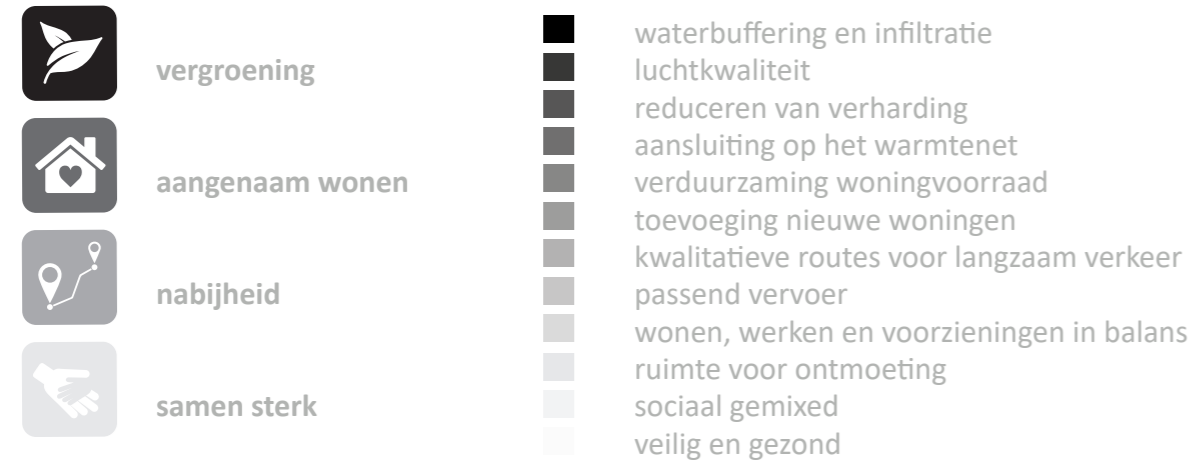 vergroening
aangenaam wonen
nabijheid
samen sterk
waterbuffering en infiltratie
luchtkwaliteit
reduceren van verharding
aansluiting op het warmtenet
verduurzaming woningvoorraad
toevoeging nieuwe woningen
kwalitatieve routes voor langzaam verkeer
passend vervoer
wonen, werken en voorzieningen in balans
ruimte voor ontmoeting
sociaal gemixed
veilig en gezond